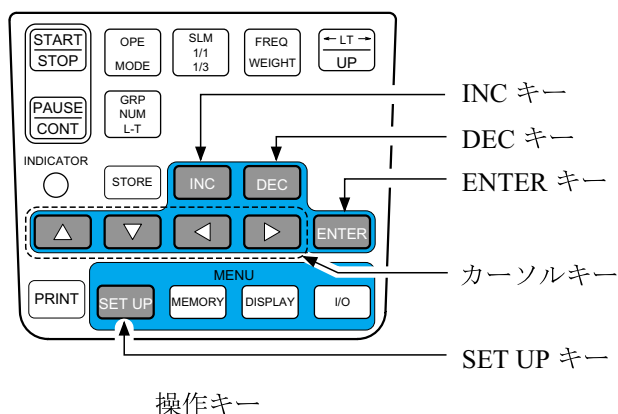 START
STOP
OPE
MODE
SLM
1/1
1/3
FREQ
WEIGHT
←LT→
UP
PAUSE
CONT
GRP
NUM
L-T
INDICATOR
STORE
INC
DEC
ENTER
MENU
PRINT
SET UP
MEMORY
DISPLAY
I/O
INC キー
DEC キー
ENTER キー
カーソルキー
SET UP キー
操作キー